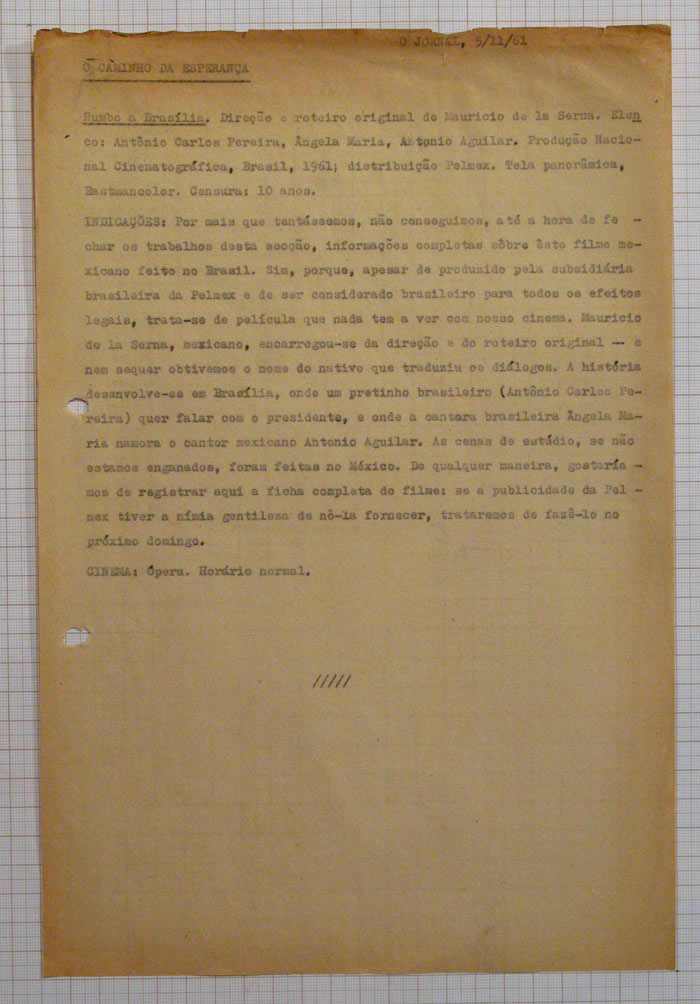 O JORNAL, 5/11/61
O CAMINHO DA ESPERANÇA
Rumbo a Brasília. Direção e roteiro original de Mauricio de la Serna. Elen
co: Antônio Carlos Pereira, Ângela Maria, Antonio Aguilar. Produção Nacio-
nal Cinematográfica, Brasil, 1961; distribuição Pelmex. Tela panorâmica,
Eastmancolor. Censura: 10 anos.
INDICAÇÕES: Por mais que tentássemos, não conseguimos, até a hora de fe -
char os trabalhos desta secção, informações completas sôbre êste filme me-
xicano feito no Brasil. Sim, porque, apesar de produzido pela subsidiária
brasileira da Pelmex e de ser considerado brasileiro para todos os efeitos
legais, trata-se de película que nada tem a ver com nosso cinema. Mauricio
de la Serna, mexicano, encarregou-se da direção e do roteiro original — e
nem sequer obtivemos o nome do nativo que traduziu os diálogos. A história
desenvolve-se em Brasília, onde um pretinho brasileiro (Antônio Carlos Pe-
reira) quer falar com o presidente, e onde a cantora brasileira Ângela Ma-
ria namora o cantor mexicano Antonio Aguilar. As cenas de estúdio, se não
estamos enganados, foram feitas no México. De qualquer maneira, gostaría -
mos de registrar aqui a ficha completa do filme: se a publicidade da Pel -
mex tiver a nímia gentileza de nô-la fornecer, trataremos de fazê-lo no
próximo domingo.
CINEMA: Ópera. Horário normal.
/////